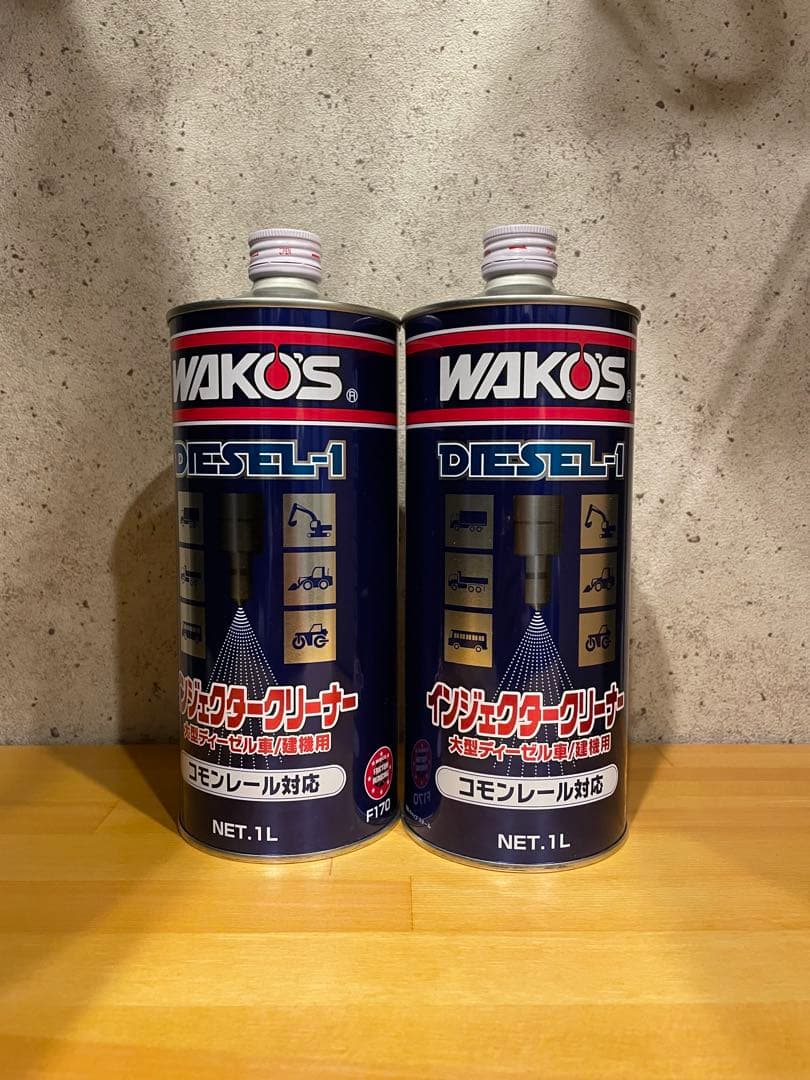 WAKO'S®
DIESEL-1
インジェクタークリーナー
大型ディーゼル車/建機用
コモンレール対応
F170
NET.1L
WAKO'S®
DIESEL-1
インジェクタークリーナー
大型ディーゼル車/建機用
コモンレール対応
F170
NET.1L